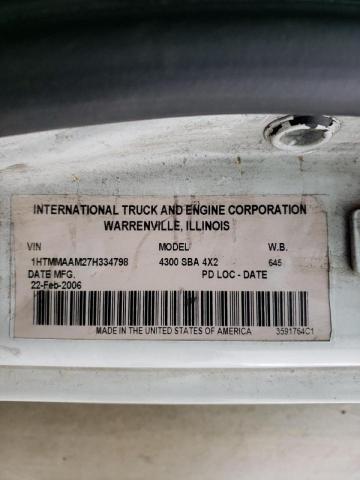 INTERNATIONAL TRUCK AND ENGINE CORPORATION
WARRENVILLE, ILLINOIS
VIN MODEL W.B.
1HTMMAAM27H334798 4300 SBA 4X2 645
DATE MFG. PD LOC - DATE
22-Feb-2006
MADE IN THE UNITED STATES OF AMERICA 3591764C1